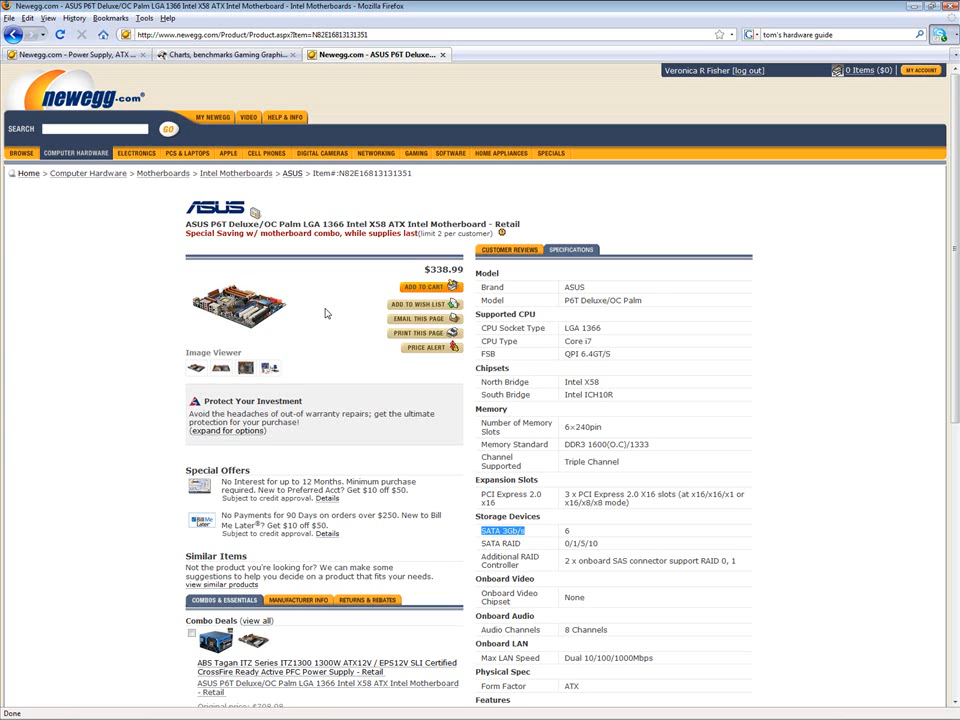 Newegg.com - ASUS P6T Deluxe/OC Palm LGA 1366 Intel X58 ATX Intel Motherboard - Intel Motherboards - Mozilla Firefox
File Edit View History Bookmarks Tools Help
http://www.newegg.com/Product/Product.aspx?Item=N82E16813131351
tom's hardware guide
Newegg.com - Power Supply, ATX ...
Charts, benchmarks Gaming Graphi...
Newegg.com - ASUS P6T Deluxe...
Veronica R Fisher [log out]
0 Items ($0)
MY ACCOUNT
newegg.com
MY NEWEGG VIDEO HELP & INFO
SEARCH
GO
BROWSE COMPUTER HARDWARE ELECTRONICS PCS & LAPTOPS APPLE CELL PHONES DIGITAL CAMERAS NETWORKING GAMING SOFTWARE HOME APPLIANCES SPECIALS
Home > Computer Hardware > Motherboards > Intel Motherboards > ASUS > Item#:N82E16813131351
ASUS
ASUS P6T Deluxe/OC Palm LGA 1366 Intel X58 ATX Intel Motherboard - Retail
Special Saving w/ motherboard combo, while supplies last(limit 2 per customer)
$338.99
ADD TO CART
ADD TO WISH LIST
EMAIL THIS PAGE
PRINT THIS PAGE
PRICE ALERT
Image Viewer
Protect Your Investment
Avoid the headaches of out-of warranty repairs; get the ultimate
protection for your purchase!
(expand for options)
Special Offers
No Interest for up to 12 Months. Minimum purchase
required. New to Preferred Acct? Get $10 off $50.
Subject to credit approval. Details
Bill Me Later
No Payments for 90 Days on orders over $250. New to Bill
Me Later®? Get $10 off $50.
Subject to credit approval. Details
Similar Items
Not the product you're looking for? We can make some
suggestions to help you decide on a product that fits your needs.
view similar products
COMBOS & ESSENTIALS MANUFACTURER INFO RETURNS & REBATES
Combo Deals (view all)
ABS Tagan ITZ Series ITZ1300 1300W ATX12V / EPS12V SLI Certified
CrossFire Ready Active PFC Power Supply - Retail
ASUS P6T Deluxe/OC Palm LGA 1366 Intel X58 ATX Intel Motherboard
- Retail
CUSTOMER REVIEWS SPECIFICATIONS
Model
Brand ASUS
Model P6T Deluxe/OC Palm
Supported CPU
CPU Socket Type LGA 1366
CPU Type Core i7
FSB QPI 6.4GT/S
Chipsets
North Bridge Intel X58
South Bridge Intel ICH10R
Memory
Number of Memory
Slots 6×240pin
Memory Standard DDR3 1600(O.C)/1333
Channel
Supported Triple Channel
Expansion Slots
PCI Express 2.0 3 x PCI Express 2.0 X16 slots (at x16/x16/x1 or
x16 x16/x8/x8 mode)
Storage Devices
SATA 3Gb/s 6
SATA RAID 0/1/5/10
Additional RAID
Controller 2 x onboard SAS connector support RAID 0, 1
Onboard Video
Onboard Video
Chipset None
Onboard Audio
Audio Channels 8 Channels
Onboard LAN
Max LAN Speed Dual 10/100/1000Mbps
Physical Spec
Form Factor ATX
Features
Done